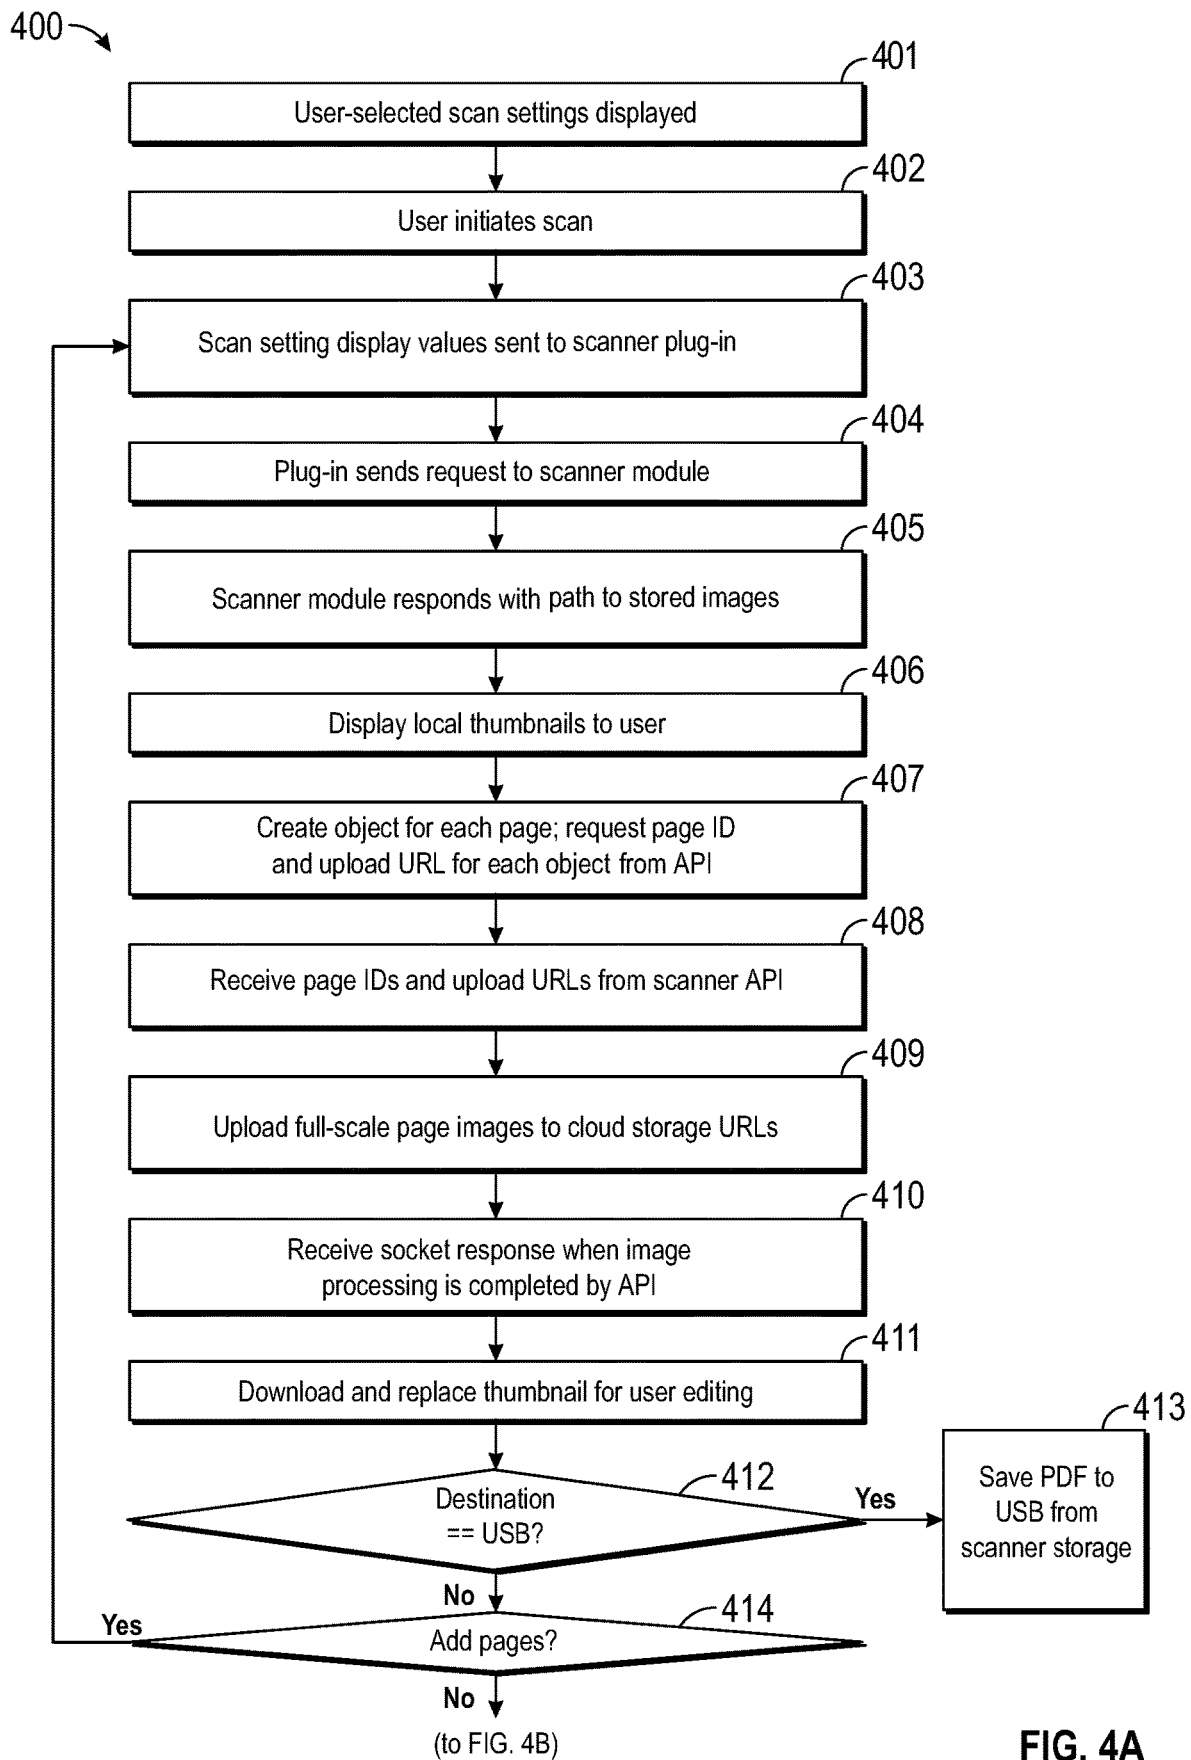 400
401
User-selected scan settings displayed
402
User initiates scan
403
Scan setting display values sent to scanner plug-in
404
Plug-in sends request to scanner module
405
Scanner module responds with path to stored images
406
Display local thumbnails to user
407
Create object for each page; request page ID
and upload URL for each object from API
408
Receive page IDs and upload URLs from scanner API
409
Upload full-scale page images to cloud storage URLs
410
Receive socket response when image
processing is completed by API
411
Download and replace thumbnail for user editing
412
Destination
== USB?
Yes
413
Save PDF to
USB from
scanner storage
No
414
Add pages?
Yes
No
(to FIG. 4B)
FIG. 4A